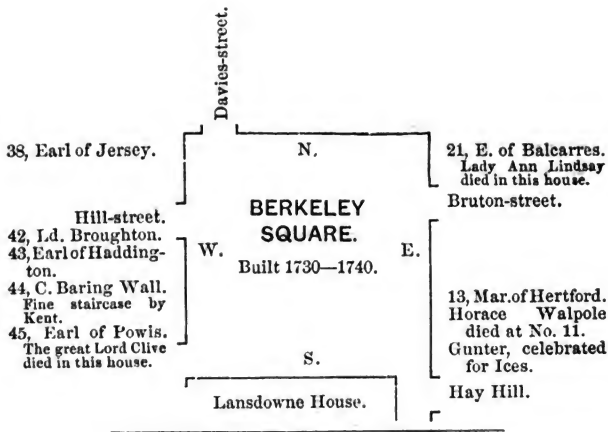 Davies-street.
38, Earl of Jersey.
Hill-street.
42, Ld. Broughton.
43, Earl of Hadding-
ton.
44, C. Baring Wall.
Fine staircase by
Kent.
45, Earl of Powis.
The great Lord Clive
died in this house.
N.
BERKELEY
SQUARE.
W.
E.
Built 1730—1740.
S.
Lansdowne House.
21, E. of Balcarres.
Lady Ann Lindsay
died in this house.
Bruton-street.
13, Mar. of Hertford.
Horace Walpole
died at No. 11.
Gunter, celebrated
for Ices.
Hay Hill.